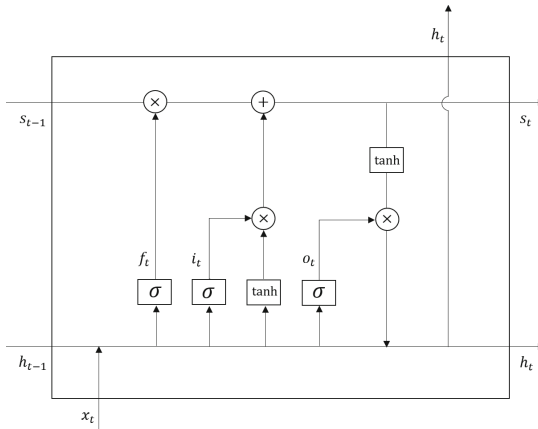 h_t
× +
s_{t-1} s_t
tanh
× ×
f_t i_t o_t
σ σ tanh σ
h_{t-1} h_t
x_t